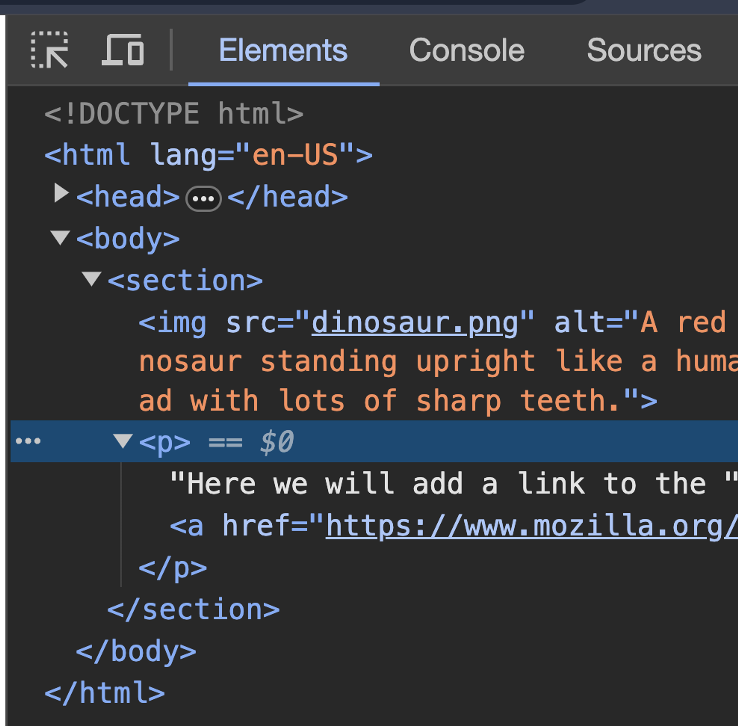 Elements Console Sources
<!DOCTYPE html>
<html lang="en-US">
<head> ••• </head>
<body>
<section>
<img src="dinosaur.png" alt="A red
nosaur standing upright like a huma
ad with lots of sharp teeth.">
••• <p> == $0
"Here we will add a link to the "
<a href="https://www.mozilla.org/
</p>
</section>
</body>
</html>